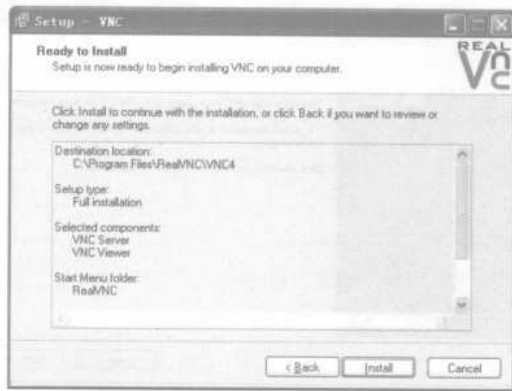 Setup - VNC
Ready to Install
Setup is now ready to begin installing VNC on your computer.
REAL
VNC
Click Install to continue with the installation, or click Back if you want to review or
change any settings.
Destination location:
C:\Program Files\RealVNC\VNC4
Setup type:
Full installation
Selected components:
VNC Server
VNC Viewer
Start Menu folder:
RealVNC
< Back
Install
Cancel